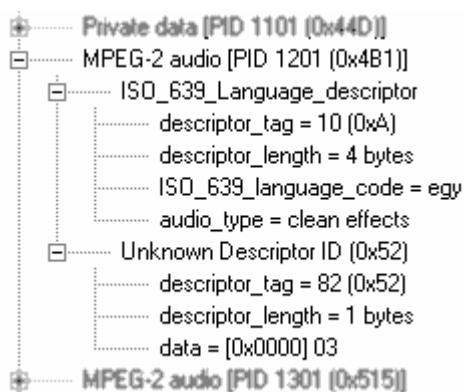 Private data [PID 1101 (0x44D)]
MPEG-2 audio [PID 1201 (0x4B1)]
ISO_639_Language_descriptor
descriptor_tag = 10 (0xA)
descriptor_length = 4 bytes
ISO_639_language_code = egy
audio_type = clean effects
Unknown Descriptor ID (0x52)
descriptor_tag = 82 (0x52)
descriptor_length = 1 bytes
data = [0x0000] 03
MPEG-2 audio [PID 1301 (0x515)]